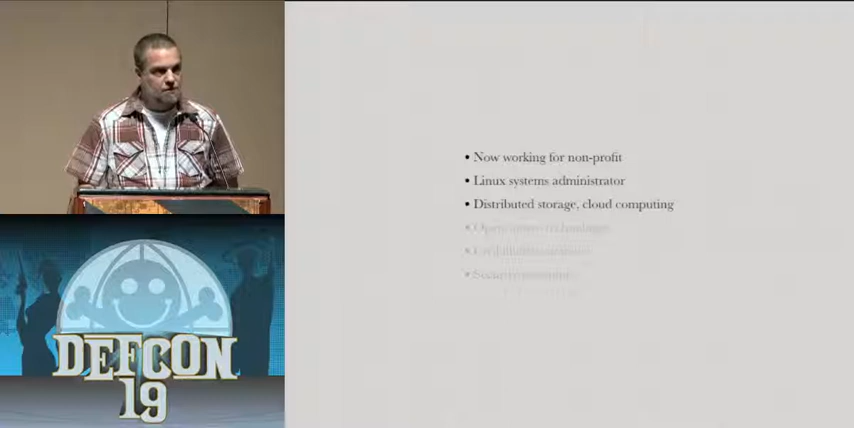 • Now working for non-profit
• Linux systems administrator
• Distributed storage, cloud computing
DEFCON
19